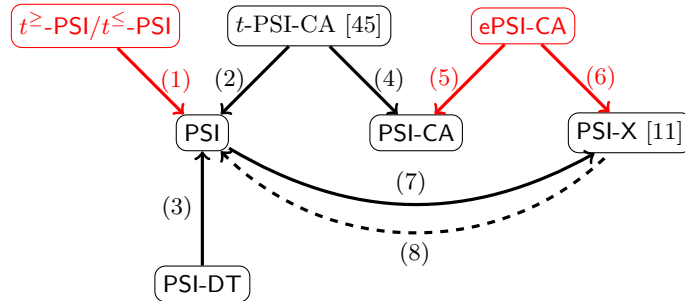 t≥-PSI/t≤-PSI
t-PSI-CA [45]
ePSI-CA
(1)
(2)
(4)
(5)
(6)
PSI
PSI-CA
PSI-X [11]
(7)
(3)
(8)
PSI-DT